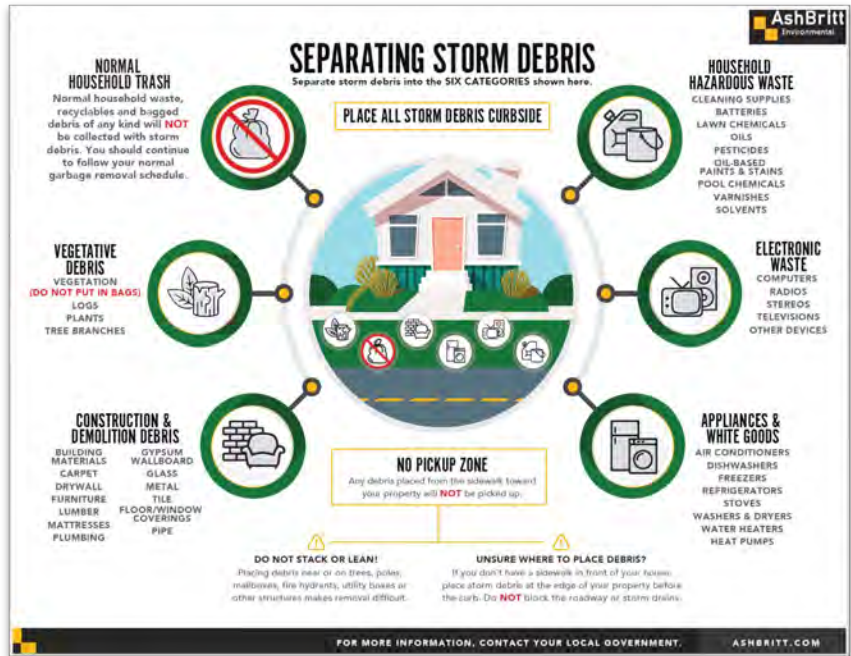 AshBritt
Environmental
SEPARATING STORM DEBRIS
Separate storm debris into the SIX CATEGORIES shown here.
PLACE ALL STORM DEBRIS CURBSIDE
NORMAL
HOUSEHOLD TRASH
Normal household waste,
recyclables and bagged
debris of any kind will NOT
be collected with storm
debris. You should continue
to follow your normal
garbage removal schedule.
HOUSEHOLD
HAZARDOUS WASTE
CLEANING SUPPLIES
BATTERIES
LAWN CHEMICALS
OILS
PESTICIDES
OIL-BASED
PAINTS & STAINS
POOL CHEMICALS
VARNISHES
SOLVENTS
VEGETATIVE
DEBRIS
VEGETATION
(DO NOT PUT IN BAGS)
LOGS
PLANTS
TREE BRANCHES
ELECTRONIC
WASTE
COMPUTERS
RADIOS
STEREOS
TELEVISIONS
OTHER DEVICES
CONSTRUCTION &
DEMOLITION DEBRIS
BUILDING
MATERIALS
CARPET
DRYWALL
FURNITURE
LUMBER
MATTRESSES
PLUMBING
GYPSUM
WALLBOARD
GLASS
METAL
TILE
FLOOR/WINDOW
COVERINGS
PIPE
APPLIANCES &
WHITE GOODS
AIR CONDITIONERS
DISHWASHERS
FREEZERS
REFRIGERATORS
STOVES
WASHERS & DRYERS
WATER HEATERS
HEAT PUMPS
NO PICKUP ZONE
Any debris placed from the sidewalk toward
your property will NOT be picked up.
DO NOT STACK OR LEAN!
Placing debris near or on trees, poles,
mailboxes, fire hydrants, utility boxes or
other structures makes removal difficult.
UNSURE WHERE TO PLACE DEBRIS?
If you don't have a sidewalk in front of your house,
place storm debris at the edge of your property before
the curb. Do NOT block the roadway or storm drains.
FOR MORE INFORMATION, CONTACT YOUR LOCAL GOVERNMENT.
ASHBRITT.COM